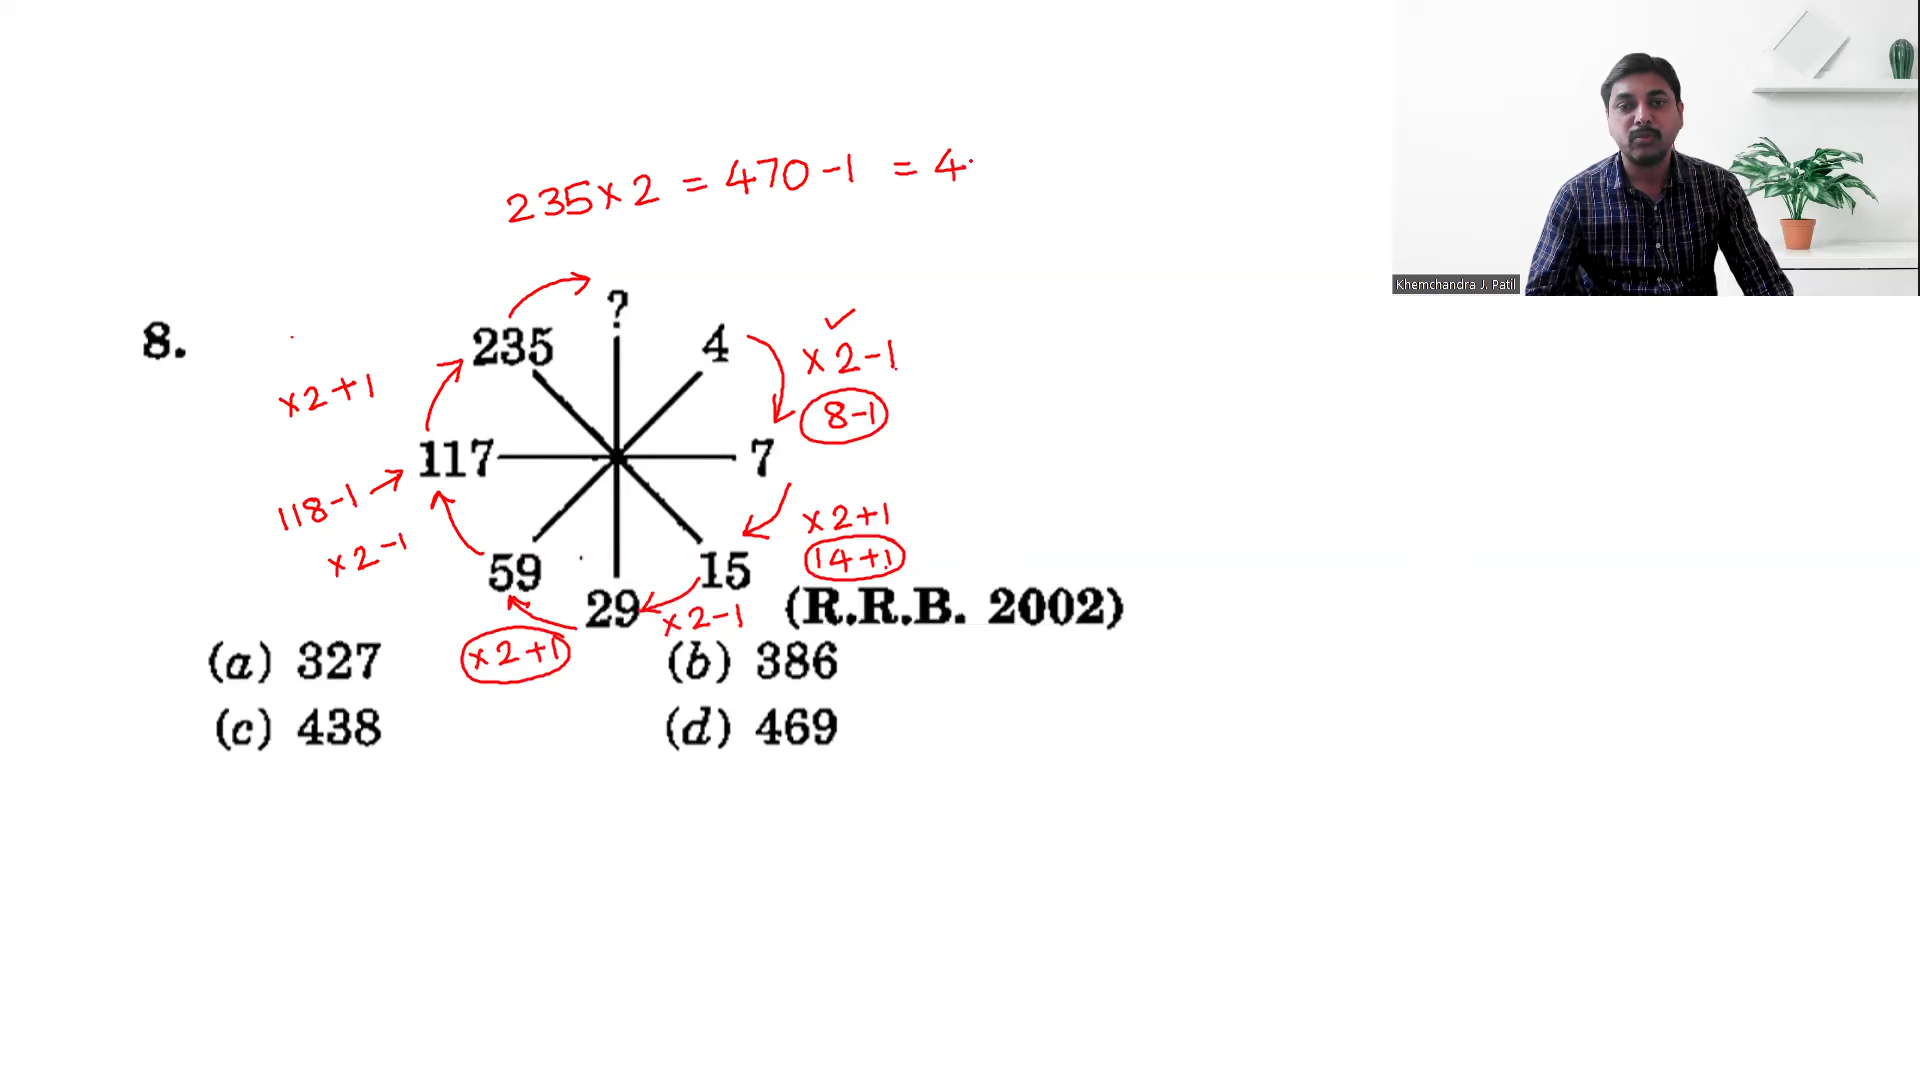 235×2 = 470-1 = 4
Khemchandra J. Patil
8.
?
235
4
×2-1
8-1
×2+1
117
7
118-1
×2-1
×2+1
14+1
59
15
29
×2-1
(R.R.B. 2002)
×2+1
(a) 327
(b) 386
(c) 438
(d) 469